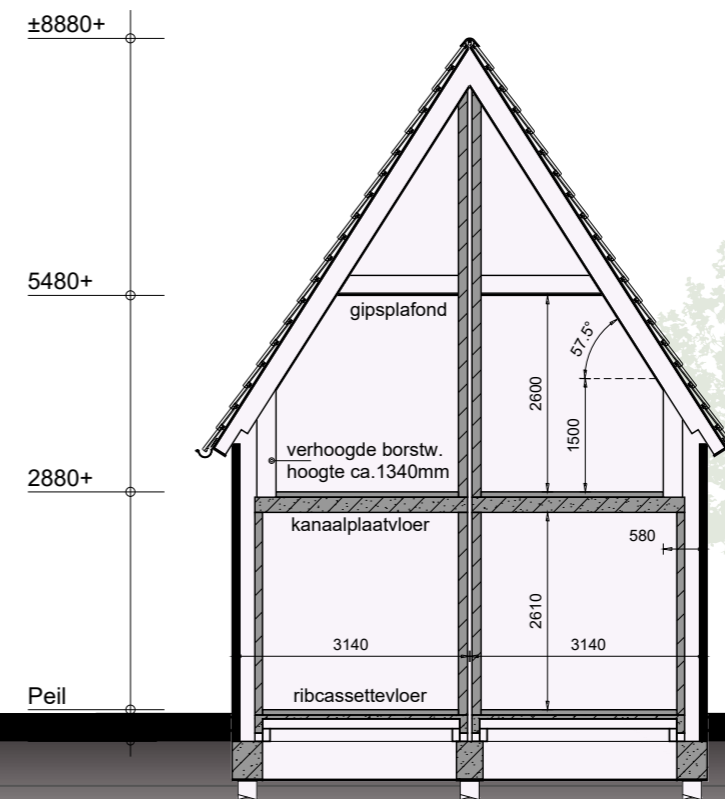 ±8880+
5480+
gipsplafond
57.5°
2600
1500
verhoogde borstw.
hoogte ca.1340mm
2880+
kanaalplaatvloer
580
2610
3140
3140
Peil
ribcassettevloer